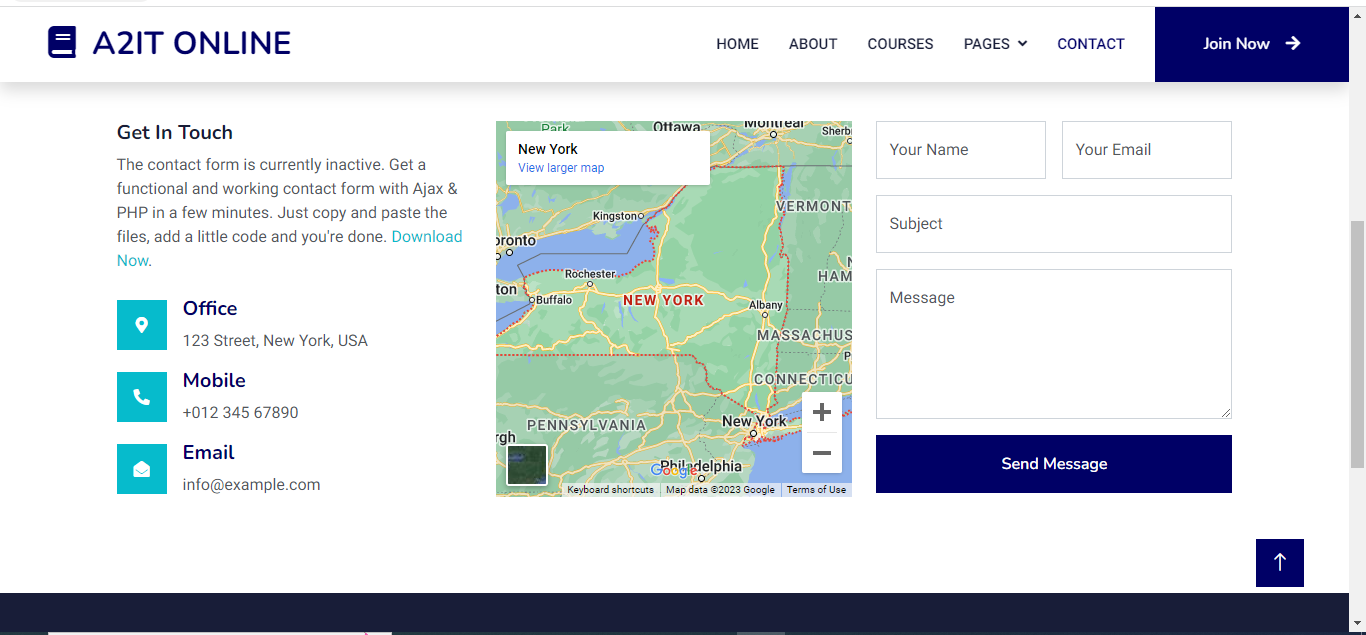 A2IT ONLINE
HOME
ABOUT
COURSES
PAGES
CONTACT
Join Now
Get In Touch
The contact form is currently inactive. Get a
functional and working contact form with Ajax &
PHP in a few minutes. Just copy and paste the
files, add a little code and you're done. Download
Now.
Office
123 Street, New York, USA
Mobile
+012 345 67890
Email
info@example.com
New York
View larger map
Park
Ottawa
Montreal
Kingston
VERMONT
Rochester
Buffalo
NEW YORK
Albany
MASSACHUS
CONNECTICU
PENNSYLVANIA
New York
Philadelphia
Google
Keyboard shortcuts
Map data ©2023 Google
Terms of Use
Your Name
Your Email
Subject
Message
Send Message